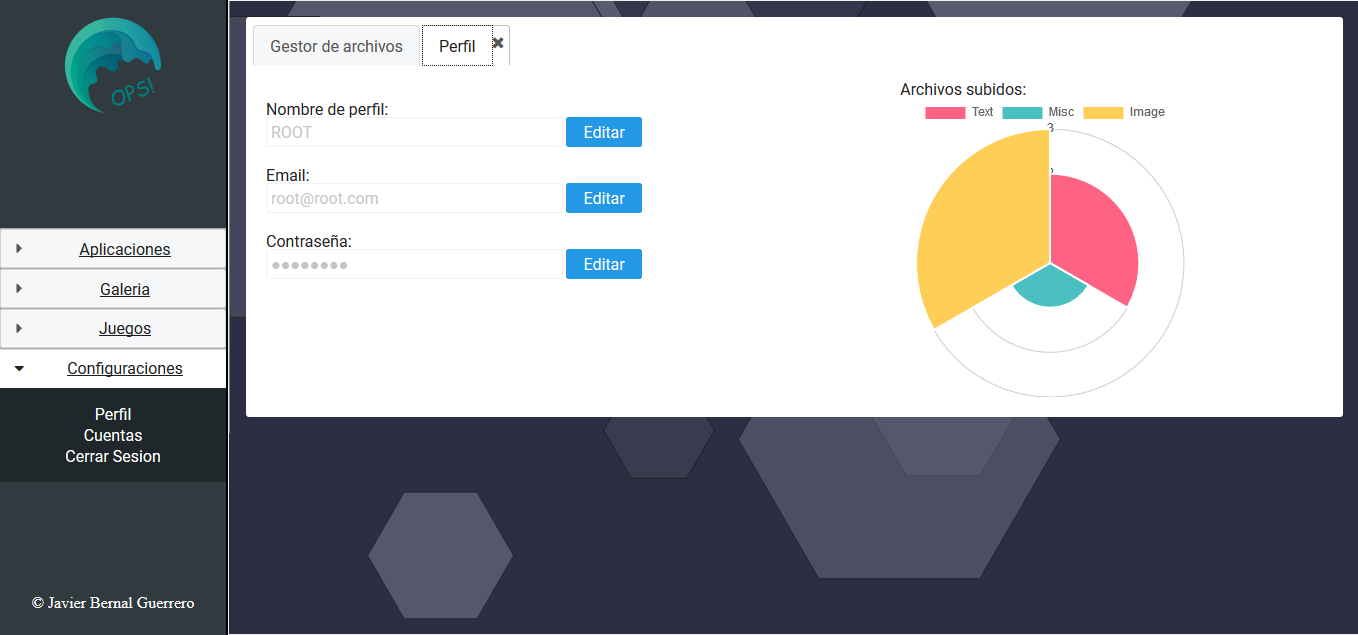 OPS!
Aplicaciones
Galeria
Juegos
Configuraciones
Perfil
Cuentas
Cerrar Sesion
© Javier Bernal Guerrero
Gestor de archivos
Perfil
Nombre de perfil:
ROOT
Editar
Email:
root@root.com
Editar
Contraseña:
Editar
Archivos subidos:
Text Misc Image
3